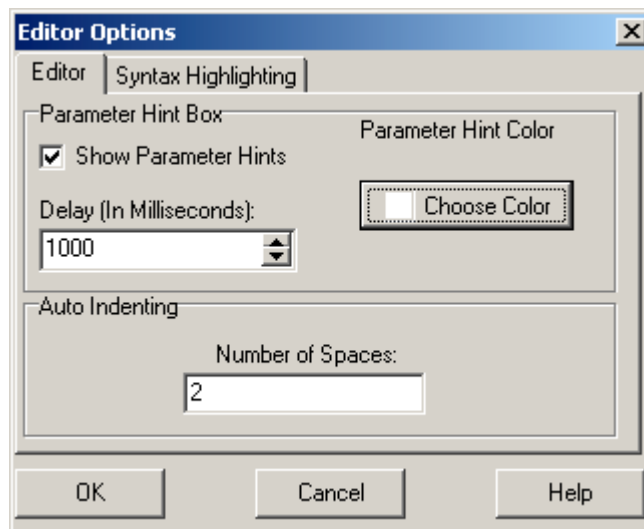 Editor Options
Editor
Syntax Highlighting
Parameter Hint Box
Show Parameter Hints
Parameter Hint Color
Choose Color
Delay (In Milliseconds):
1000
Auto Indenting
Number of Spaces:
2
OK
Cancel
Help